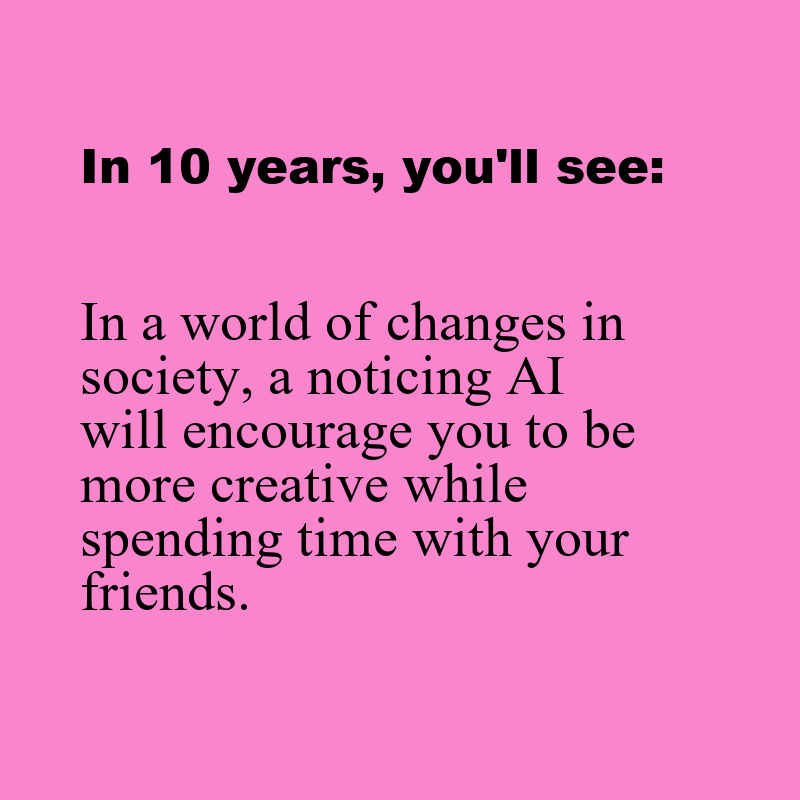 In 10 years, you'll see:
In a world of changes in
society, a noticing AI
will encourage you to be
more creative while
spending time with your
friends.